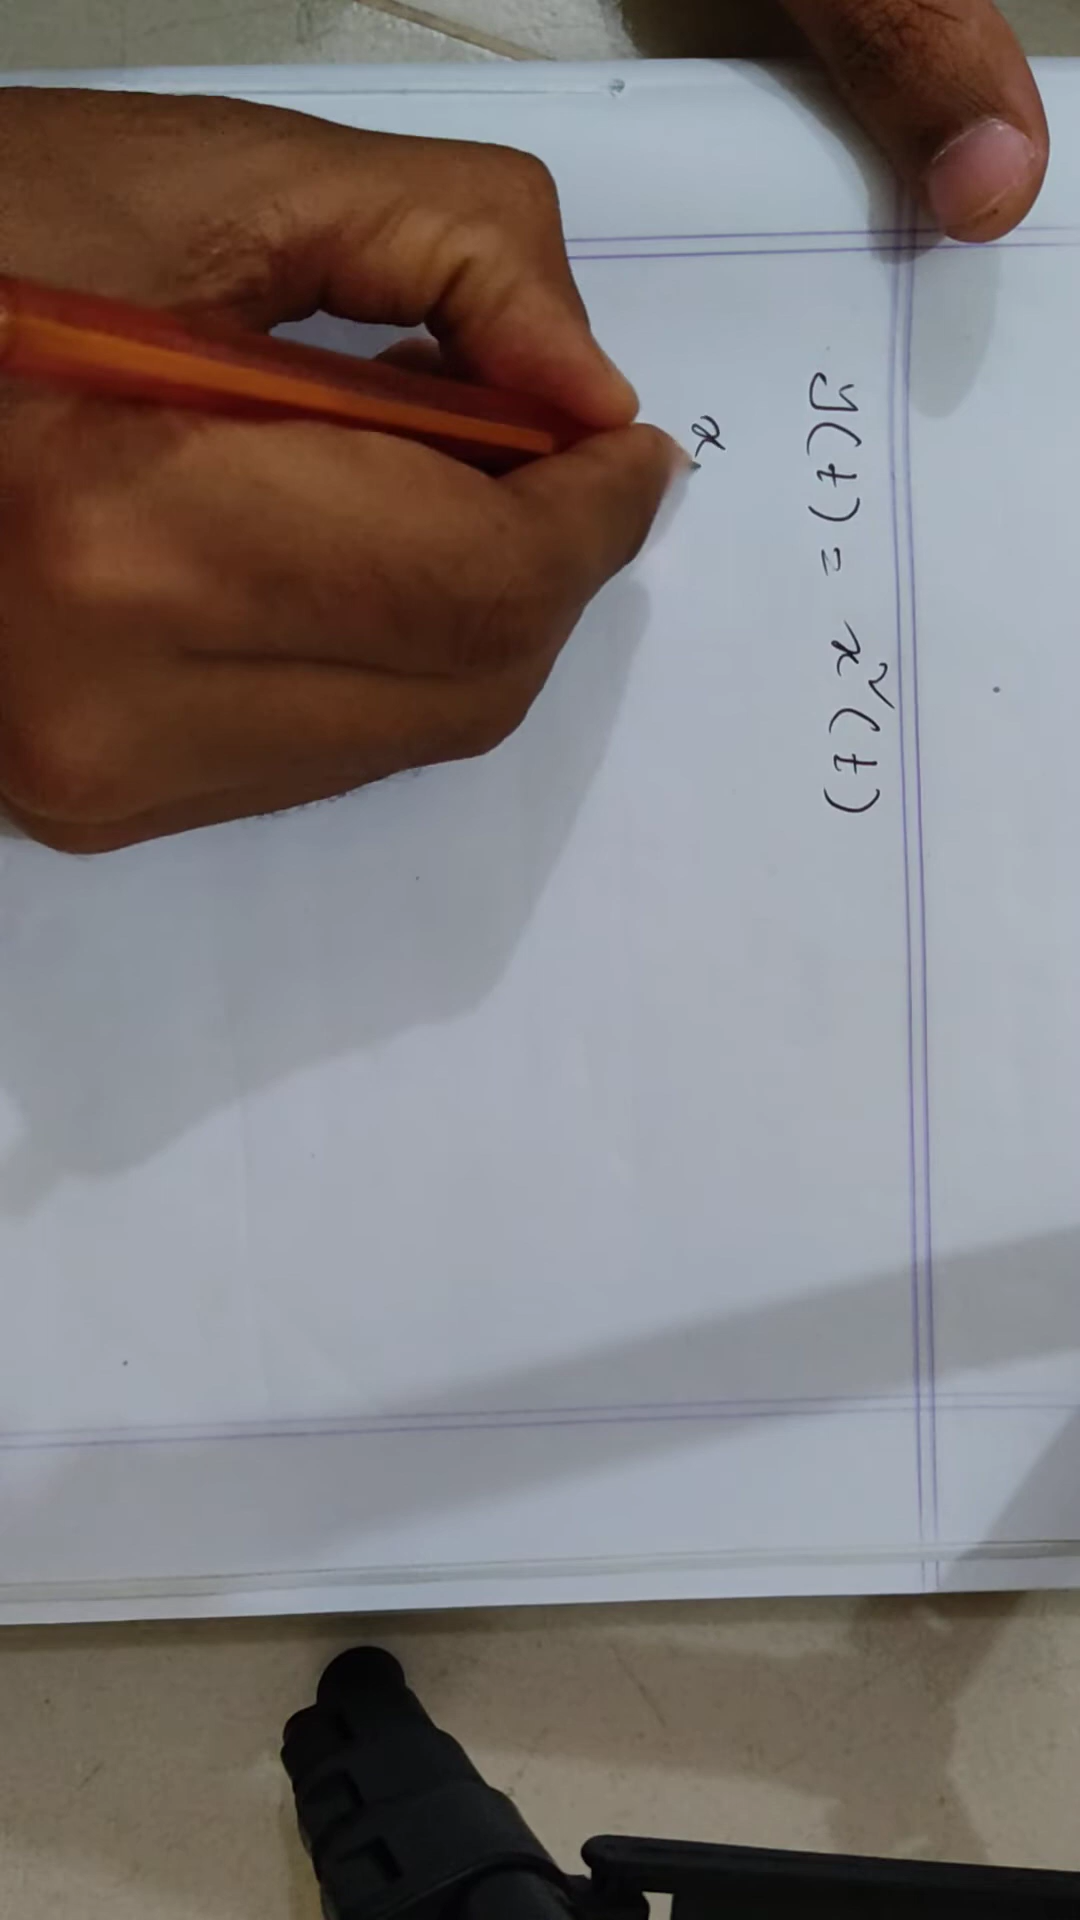 y(t) = x²(t)
x